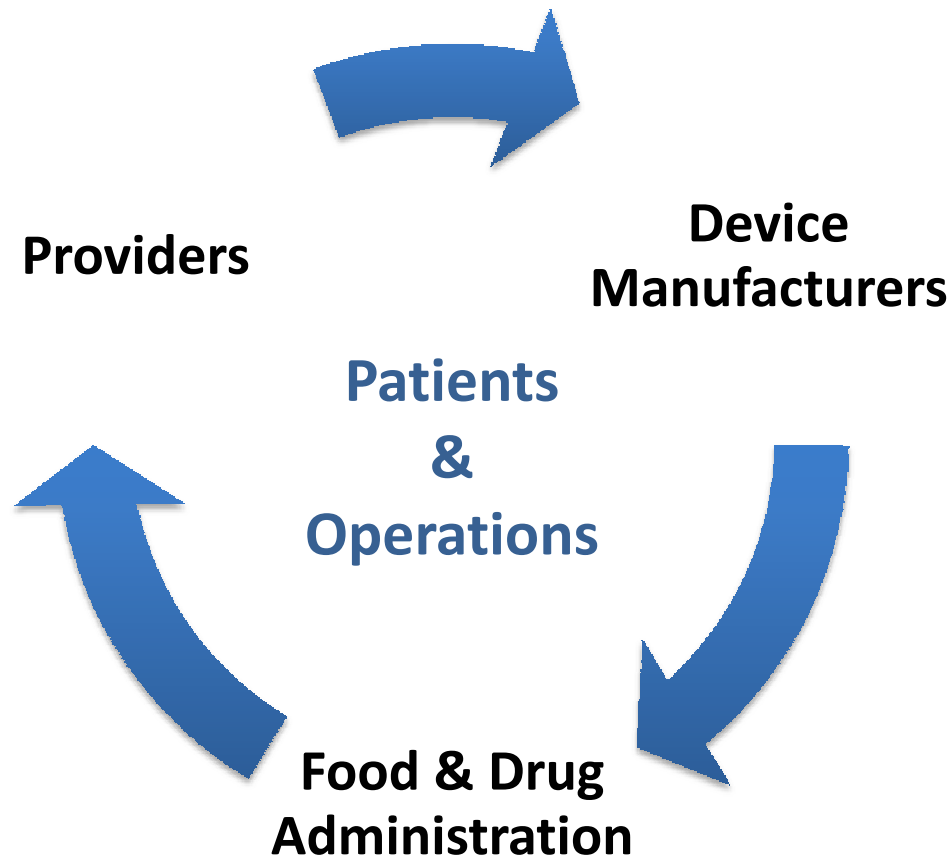 Providers
Device
Manufacturers
Patients
&
Operations
Food & Drug
Administration